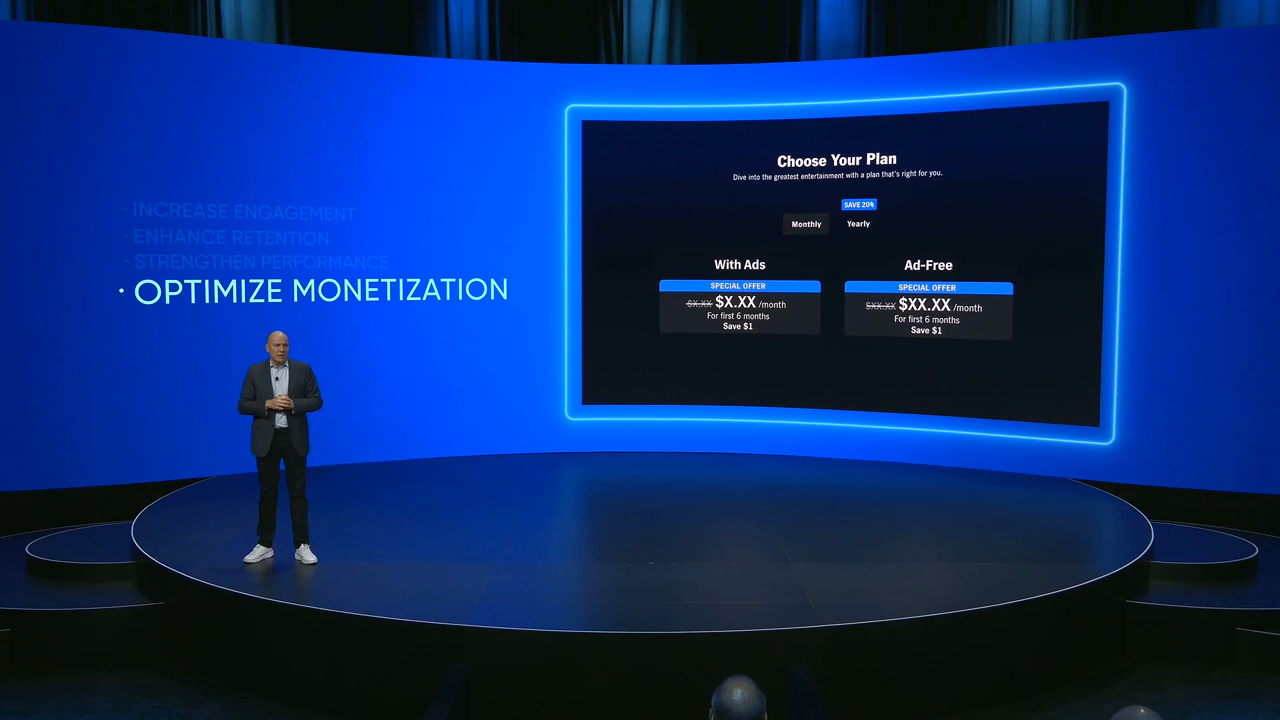 · INCREASE ENGAGEMENT
· ENHANCE RETENTION
· STRENGTHEN PERFORMANCE
· OPTIMIZE MONETIZATION
Choose Your Plan
Dive into the greatest entertainment with a plan that's right for you.
SAVE 20%
Monthly Yearly
With Ads
SPECIAL OFFER
$X.XX $X.XX /month
For first 6 months
Save $1
Ad-Free
SPECIAL OFFER
$XX.XX $XX.XX /month
For first 6 months
Save $1